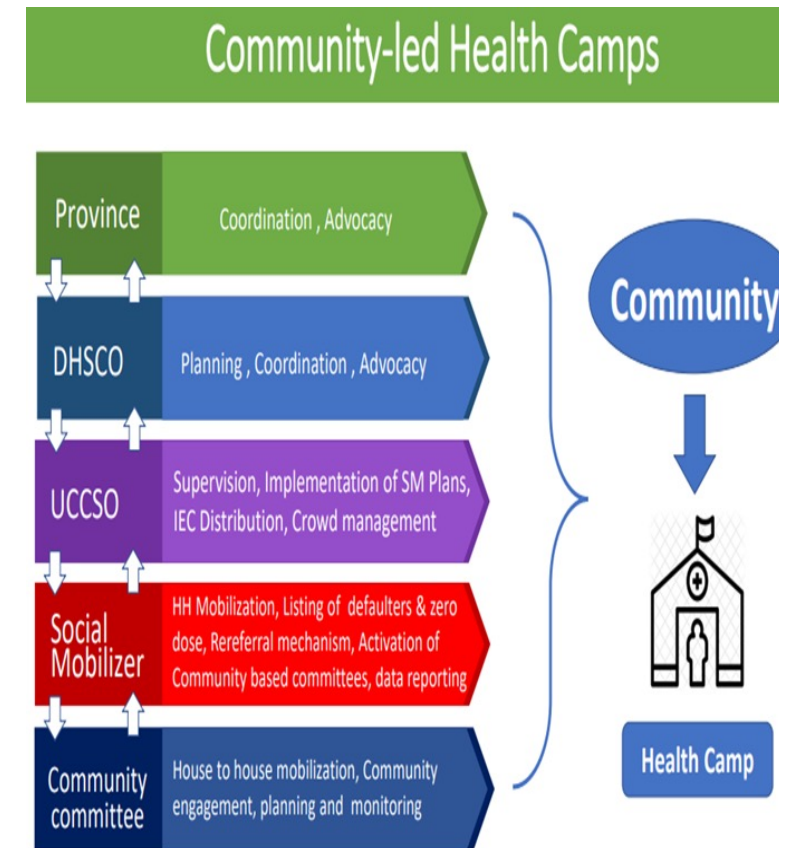 Community-led Health Camps
Province
Coordination , Advocacy
DHSCO
Planning , Coordination , Advocacy
UCCSO
Supervision, Implementation of SM Plans,
IEC Distribution, Crowd management
Social
Mobilizer
HH Mobilization, Listing of defaulters & zero
dose, Rereferral mechanism, Activation of
Community based committees, data reporting
Community
committee
House to house mobilization, Community
engagement, planning and monitoring
Community
Health Camp